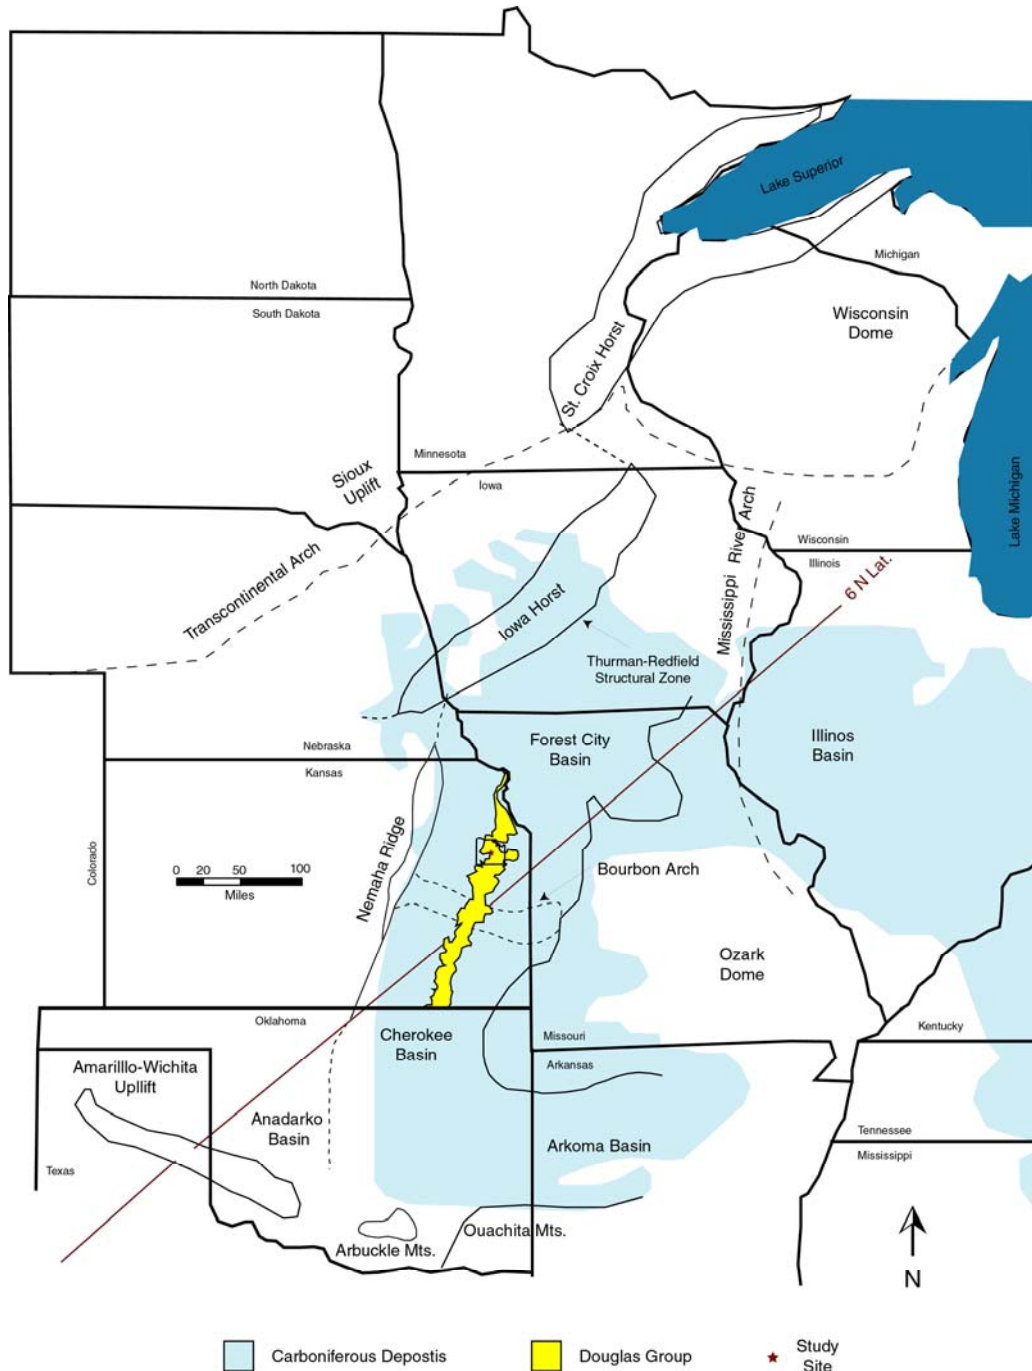 Lake Superior
Michigan
North Dakota
South Dakota
Wisconsin
Dome
St. Croix Horst
Minnesota
Iowa
Sioux
Uplift
Lake Michigan
Mississippi River Arch
Wisconsin
Illinois
Transcontinental Arch
6 N Lat.
Iowa Horst
Thurman-Redfield
Structural Zone
Forest City
Basin
Illinos
Basin
Nebraska
Kansas
Colorado
Nemaha Ridge
0 20 50 100
Miles
Bourbon Arch
Ozark
Dome
Oklahoma
Cherokee
Basin
Missouri
Arkansas
Kentucky
Amarilllo-Wichita
Upllift
Anadarko
Basin
Arkoma Basin
Tennessee
Mississippi
Texas
Ouachita Mts.
Arbuckle Mts.
N
Carboniferous Depostis
Douglas Group
Study
Site